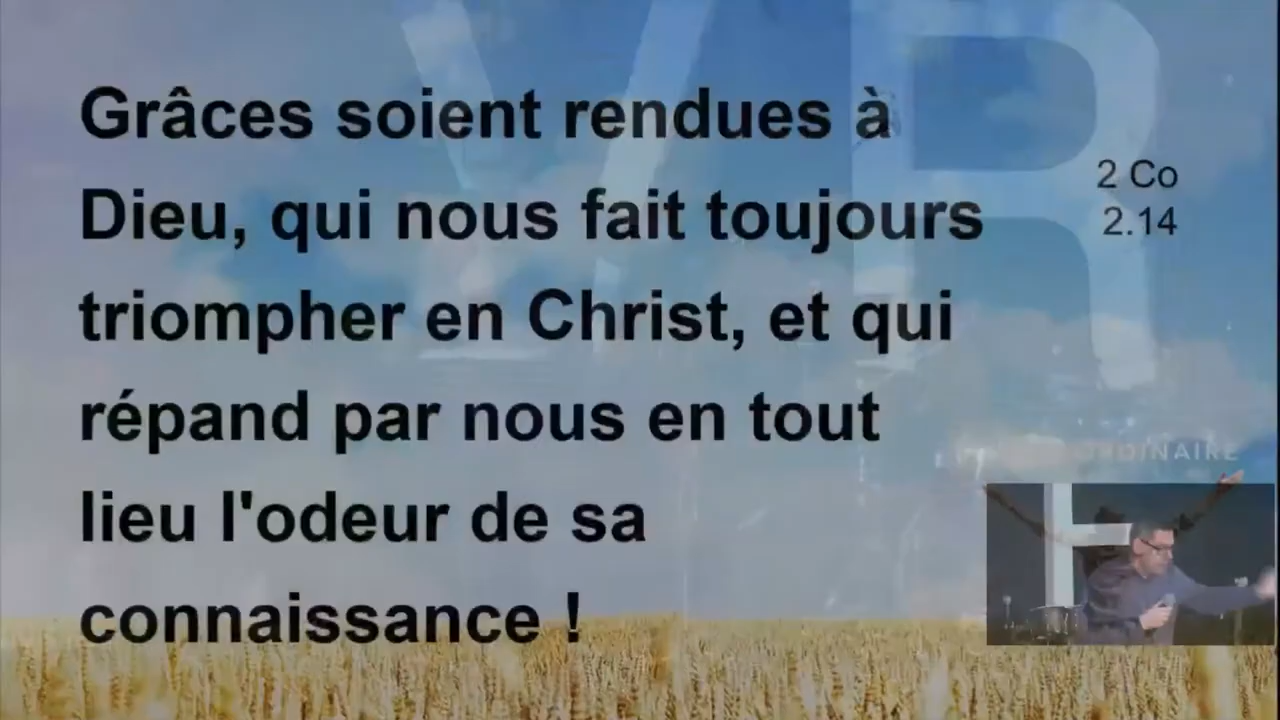 Grâces soient rendues à
Dieu, qui nous fait toujours
triompher en Christ, et qui
répand par nous en tout
lieu l'odeur de sa
connaissance !
2 Co
2.14